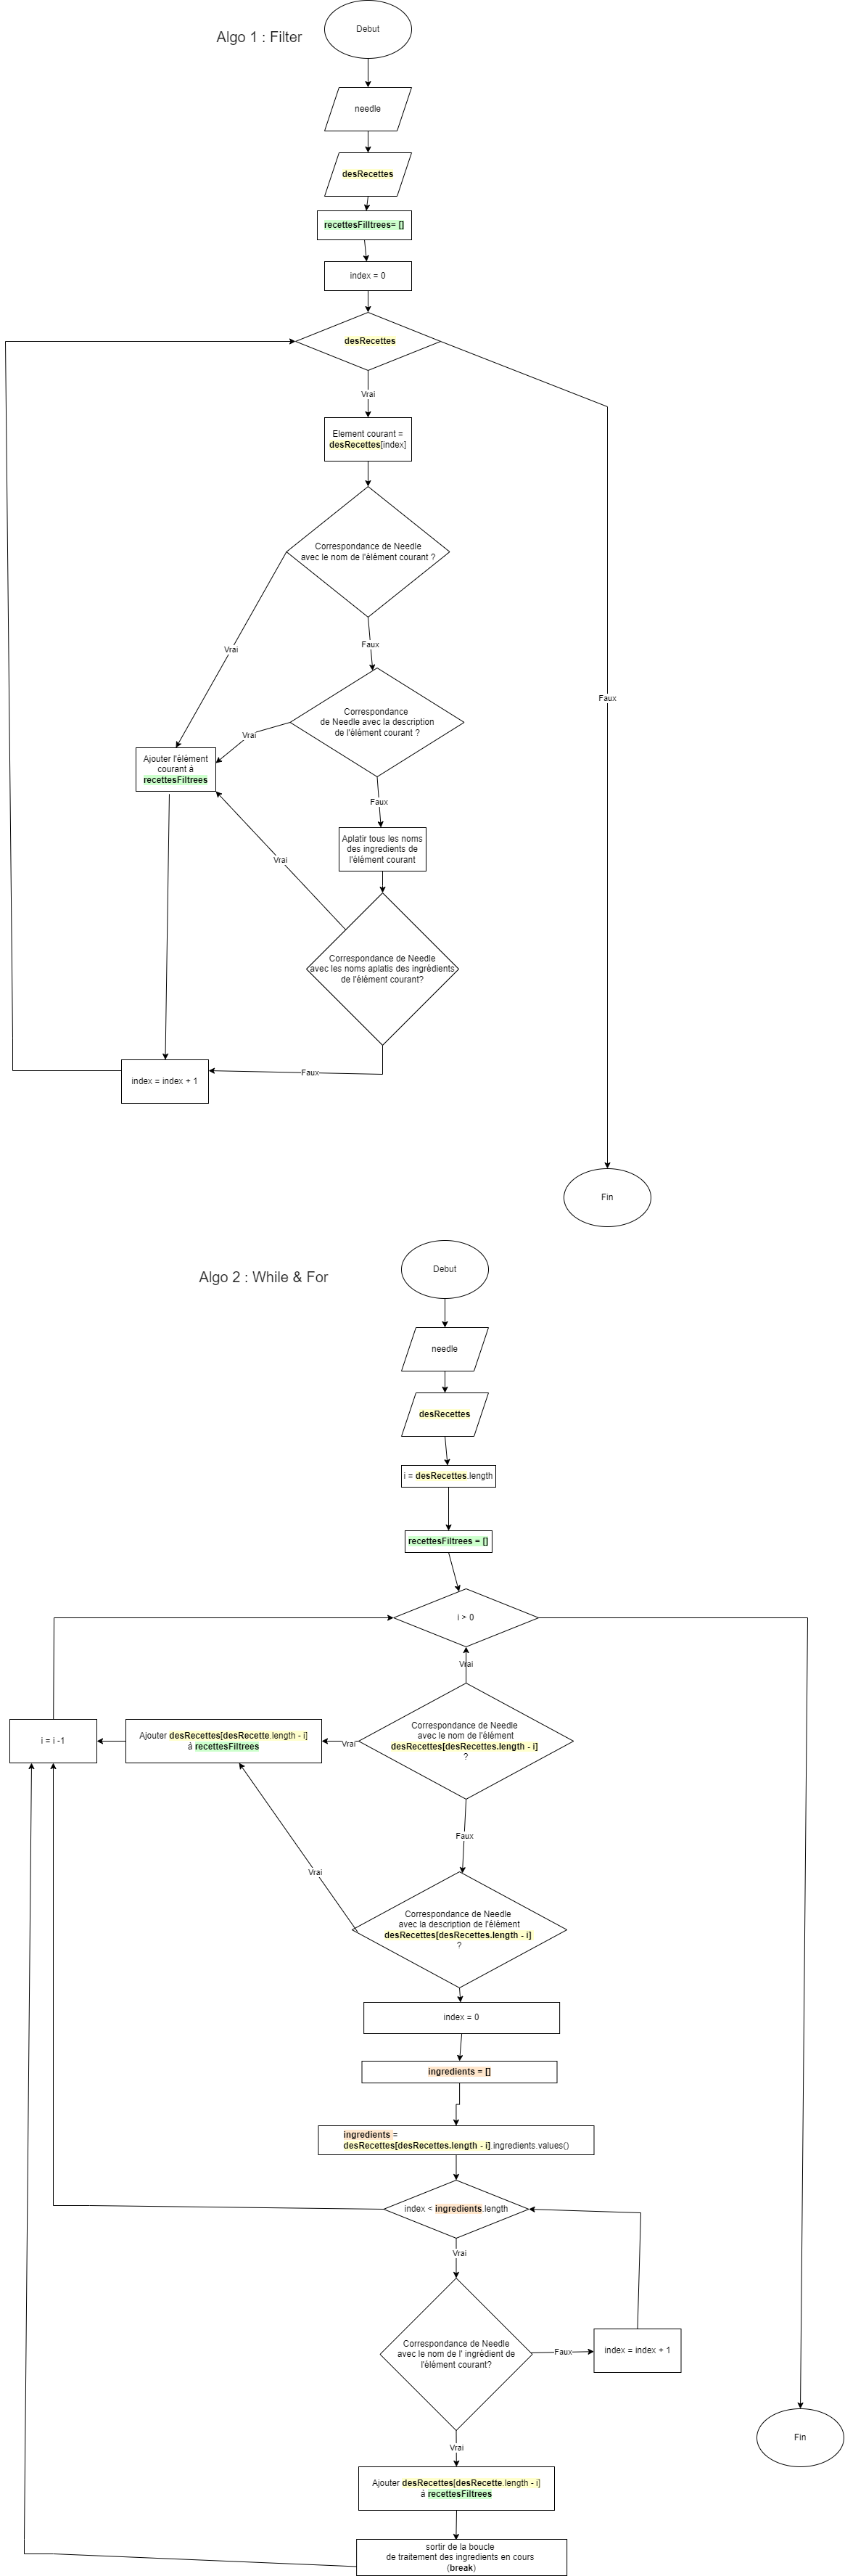 Algo 1 : Filter
Debut
needle
desRecettes
recettesFilltrees= []
index = 0
desRecettes
Vrai
Element courant =
desRecettes[index]
Correspondance de Needle
avec le nom de l'élément courant ?
Vrai
Faux
Faux
Correspondance
de Needle avec la description
de l'élément courant ?
Vrai
Ajouter l'élément
courant á
recettesFiltrees
Faux
Aplatir tous les noms
des ingredients de
l'élément courant
Vrai
Correspondance de Needle
avec les noms aplatis des ingrédients
de l'élément courant?
Faux
index = index + 1
Fin
Algo 2 : While & For
Debut
needle
desRecettes
i = desRecettes.length
recettesFiltrees = []
i > 0
Vrai
Correspondance de Needle
avec le nom de l'élément
desRecettes[desRecettes.length - i]
?
Vrai
Ajouter desRecettes[desRecette.length - i]
á recettesFiltrees
i = i -1
Faux
Vrai
Correspondance de Needle
avec la description de l'élément
desRecettes[desRecettes.length - i]
?
index = 0
ingredients = []
ingredients =
desRecettes[desRecettes.length - i].ingredients.values()
index < ingredients.length
Vrai
Correspondance de Needle
avec le nom de l' ingrédient de
l'élément courant?
Faux
index = index + 1
Fin
Vrai
Ajouter desRecettes[desRecette.length - i]
á recettesFiltrees
sortir de la boucle
de traitement des ingredients en cours
(break)